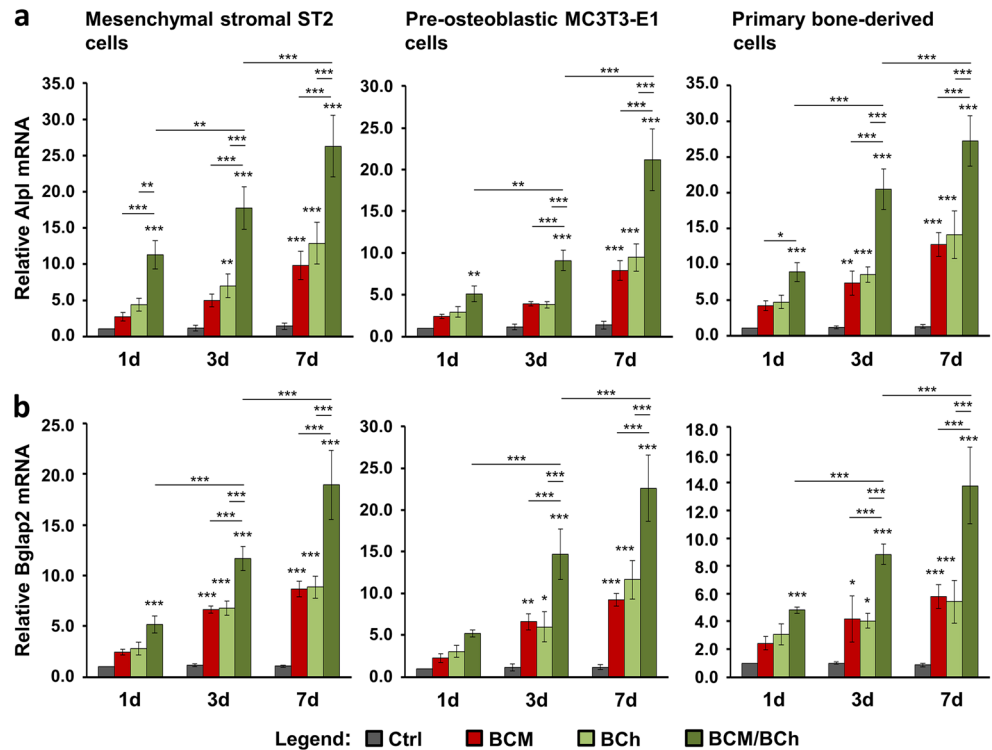 a
Mesenchymal stromal ST2
cells
Pre-osteoblastic MC3T3-E1
cells
Primary bone-derived
cells
Relative Alpl mRNA
35.0
30.0
25.0
20.0
15.0
10.0
5.0
0.0
*** *** *** *** ** *** *** *** ** *** *** ** *** *** ***
1d 3d 7d
30.0
25.0
20.0
15.0
10.0
5.0
0.0
*** *** *** *** ** *** *** *** ** *** ***
1d 3d 7d
35.0
30.0
25.0
20.0
15.0
10.0
5.0
0.0
*** *** *** *** *** *** *** *** * *** ** *** *** ***
1d 3d 7d
b
Relative Bglap2 mRNA
25.0
20.0
15.0
10.0
5.0
0.0
*** *** *** *** *** *** *** *** *** *** *** *** ***
1d 3d 7d
30.0
25.0
20.0
15.0
10.0
5.0
0.0
*** *** *** *** *** *** *** *** ** * *** ***
1d 3d 7d
18.0
16.0
14.0
12.0
10.0
8.0
6.0
4.0
2.0
0.0
*** *** *** *** *** *** *** *** *** * * *** ***
1d 3d 7d
Legend: Ctrl BCM BCh BCM/BCh